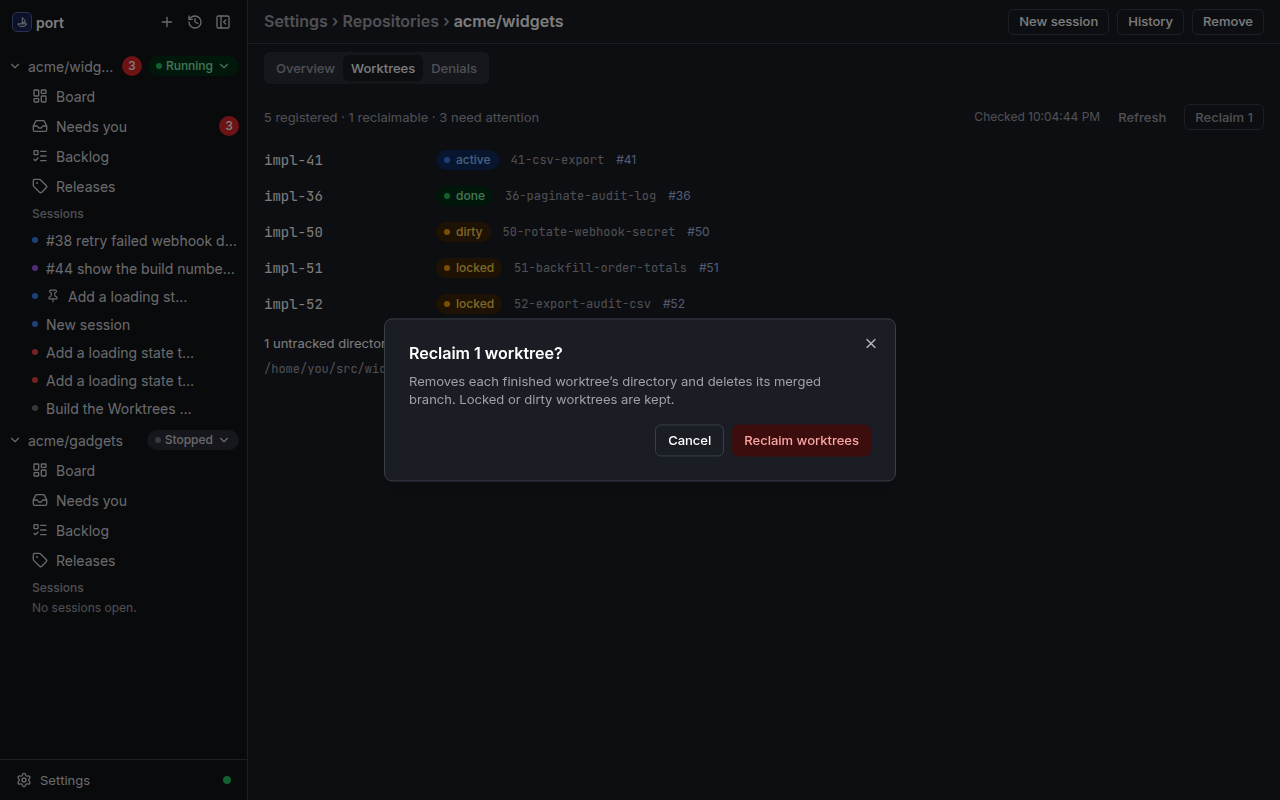 port
acme/widg... 3 Running
Board
Needs you 3
Backlog
Releases
Sessions
#38 retry failed webhook d...
#44 show the build numbe...
Add a loading st...
New session
Add a loading state t...
Add a loading state t...
Build the Worktrees ...
acme/gadgets Stopped
Board
Needs you
Backlog
Releases
Sessions
No sessions open.
Settings
Settings › Repositories › acme/widgets
New session History Remove
Overview Worktrees Denials
5 registered · 1 reclaimable · 3 need attention
Checked 10:04:44 PM Refresh Reclaim 1
impl-41 active 41-csv-export #41
impl-36 done 36-paginate-audit-log #36
impl-50 dirty 50-rotate-webhook-secret #50
impl-51 locked 51-backfill-order-totals #51
impl-52 locked 52-export-audit-csv #52
1 untracked director
/home/you/src/wid
Reclaim 1 worktree?
Removes each finished worktree’s directory and deletes its merged
branch. Locked or dirty worktrees are kept.
Cancel Reclaim worktrees